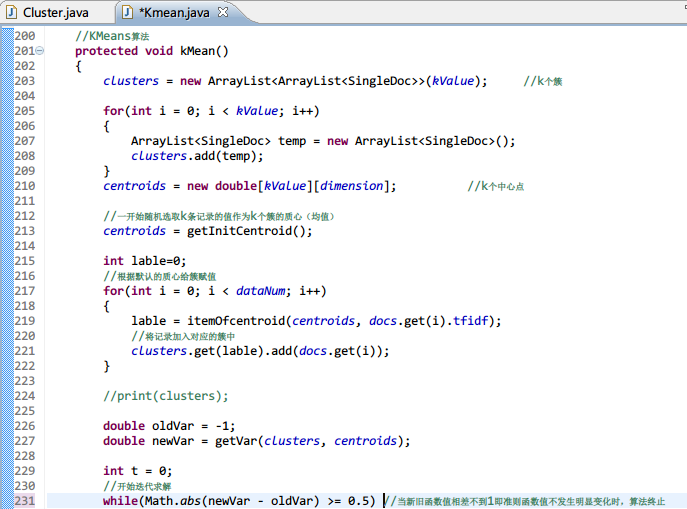 Cluster.java *Kmean.java
200 //KMeans算法
201 protected void kMean()
202 {
203 clusters = new ArrayList<ArrayList<SingleDoc>>(kValue); //k个簇
204
205 for(int i = 0; i < kValue; i++)
206 {
207 ArrayList<SingleDoc> temp = new ArrayList<SingleDoc>();
208 clusters.add(temp);
209 }
210 centroids = new double[kValue][dimension]; //k个中心点
211
212 //一开始随机选取k条记录的值作为k个簇的质心（均值）
213 centroids = getInitCentroid();
214
215 int lable=0;
216 //根据默认的质心给簇赋值
217 for(int i = 0; i < dataNum; i++)
218 {
219 lable = itemOfcentroid(centroids, docs.get(i).tfidf);
220 //将记录加入对应的簇中
221 clusters.get(lable).add(docs.get(i));
222 }
223
224 //print(clusters);
225
226 double oldVar = -1;
227 double newVar = getVar(clusters, centroids);
228
229 int t = 0;
230 //开始迭代求解
231 while(Math.abs(newVar - oldVar) >= 0.5) //当新旧函数值相差不到1即准则函数值不发生明显变化时，算法终止